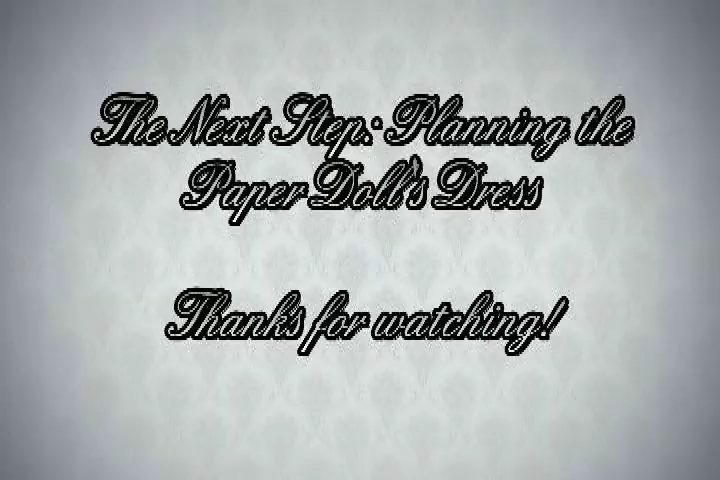 The Next Step: Planning the
Paper Doll's Dress
Thanks for watching!